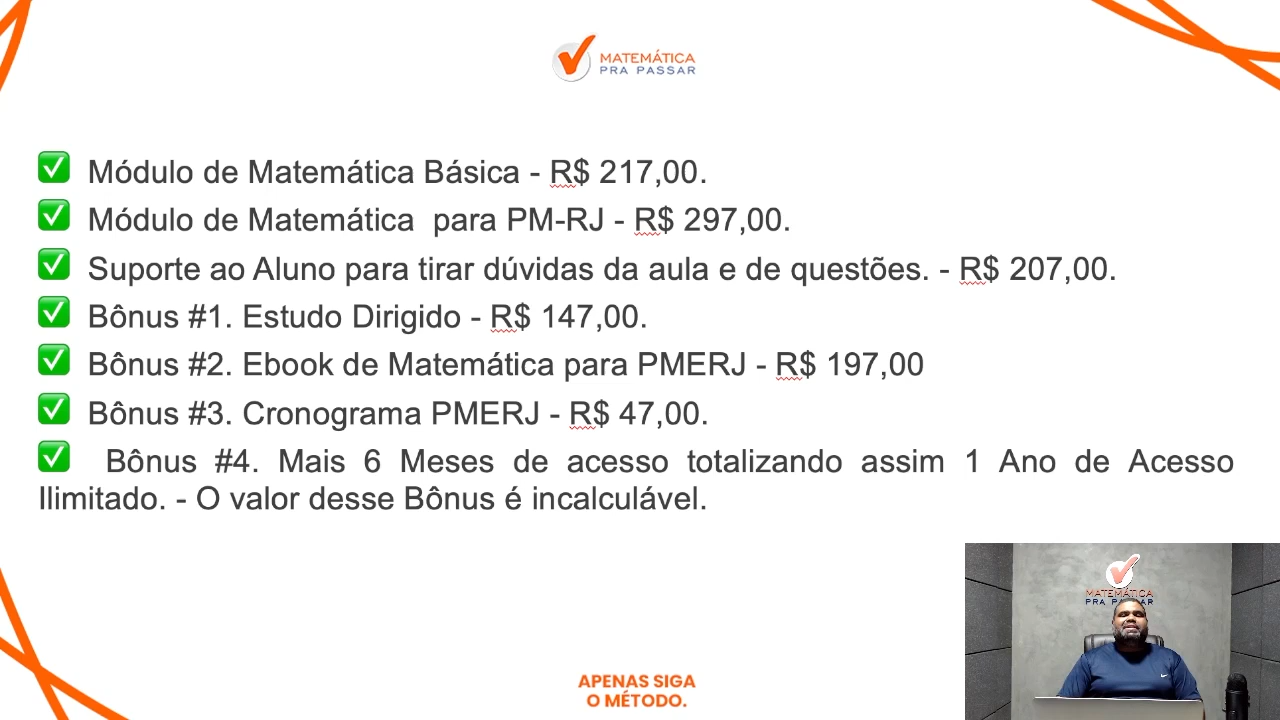 MATEMÁTICA
PRA PASSAR
✅ Módulo de Matemática Básica - R$ 217,00.
✅ Módulo de Matemática  para PM-RJ - R$ 297,00.
✅ Suporte ao Aluno para tirar dúvidas da aula e de questões. - R$ 207,00.
✅ Bônus #1. Estudo Dirigido - R$ 147,00.
✅ Bônus #2. Ebook de Matemática para PMERJ - R$ 197,00
✅ Bônus #3. Cronograma PMERJ - R$ 47,00.
✅ Bônus #4. Mais 6 Meses de acesso totalizando assim 1 Ano de Acesso
Ilimitado. - O valor desse Bônus é incalculável.
MATEMÁTICA
PRA PASSAR
APENAS SIGA
O MÉTODO.